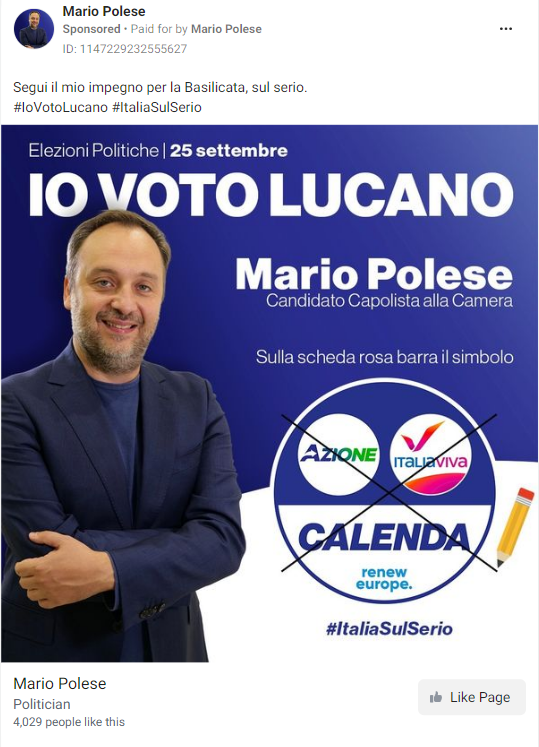 Mario Polese
Sponsored • Paid for by Mario Polese
ID: 1147229232555627
Segui il mio impegno per la Basilicata, sul serio.
#IoVotoLucano #ItaliaSulSerio
Elezioni Politiche | 25 settembre
IO VOTO LUCANO
Mario Polese
Candidato Capolista alla Camera
Sulla scheda rosa barra il simbolo
AZIONE
ITALIAVIVA
CALENDA
renew
europe.
#ItaliaSulSerio
Mario Polese
Politician
4,029 people like this
Like Page